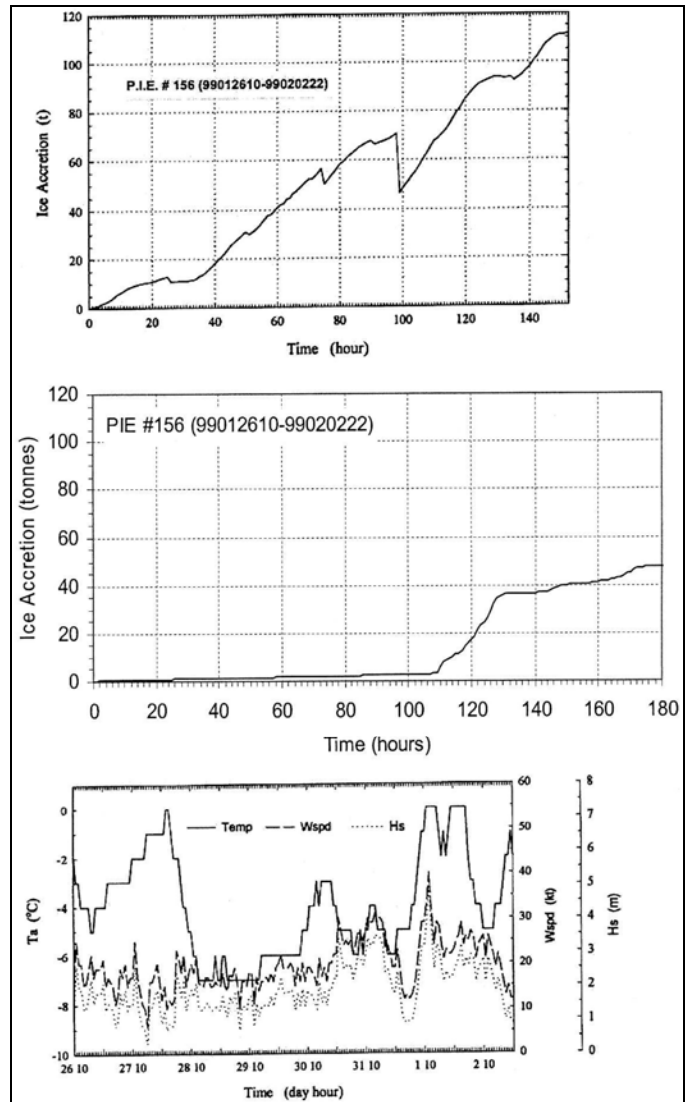 120
100
80
60
40
20
0
Ice Accretion (t)
P.I.E. # 156 (99012610-99020222)
0 20 40 60 80 100 120 140
Time (hour)
120
100
80
60
40
20
0
Ice Accretion (tonnes)
PIE #156 (99012610-99020222)
0 20 40 60 80 100 120 140 160 180
Time (hours)
0
-2
-4
-6
-8
-10
Ta (°C)
Temp Wspd Hs
60
50
40
30
20
10
0
Wspd (kt)
8
7
6
5
4
3
2
1
0
Hs (m)
26 10 27 10 28 10 29 10 30 10 31 10 1 10 2 10
Time (day hour)